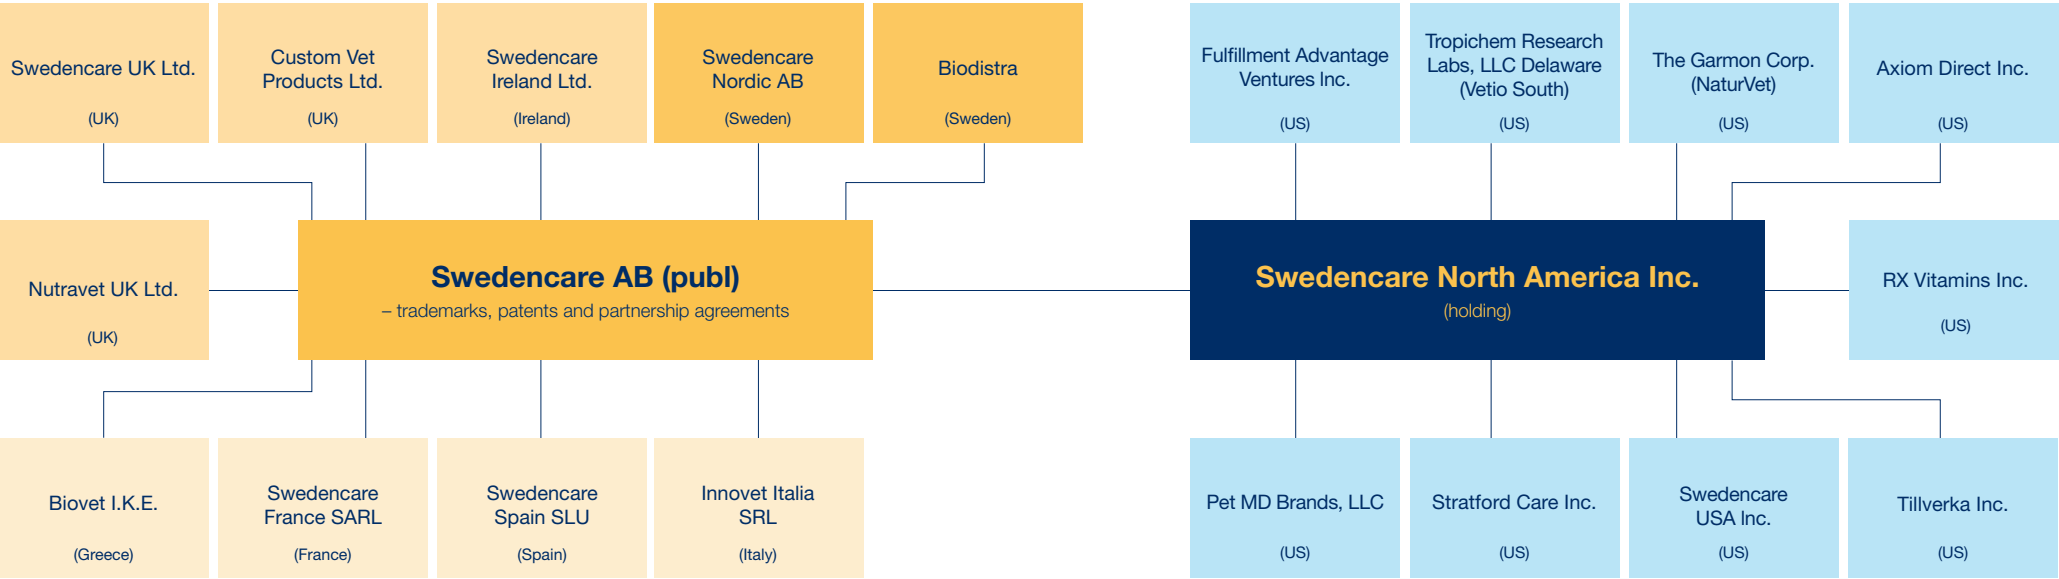 Swedencare UK Ltd.
(UK)
Custom Vet
Products Ltd.
(UK)
Swedencare
Ireland Ltd.
(Ireland)
Swedencare
Nordic AB
(Sweden)
Biodistra
(Sweden)
Fulfillment Advantage
Ventures Inc.
(US)
Tropichem Research
Labs, LLC Delaware
(Vetio South)
(US)
The Garmon Corp.
(NaturVet)
(US)
Axiom Direct Inc.
(US)
Nutravet UK Ltd.
(UK)
Swedencare AB (publ)
– trademarks, patents and partnership agreements
Swedencare North America Inc.
(holding)
RX Vitamins Inc.
(US)
Biovet I.K.E.
(Greece)
Swedencare
France SARL
(France)
Swedencare
Spain SLU
(Spain)
Innovet Italia
SRL
(Italy)
Pet MD Brands, LLC
(US)
Stratford Care Inc.
(US)
Swedencare
USA Inc.
(US)
Tillverka Inc.
(US)